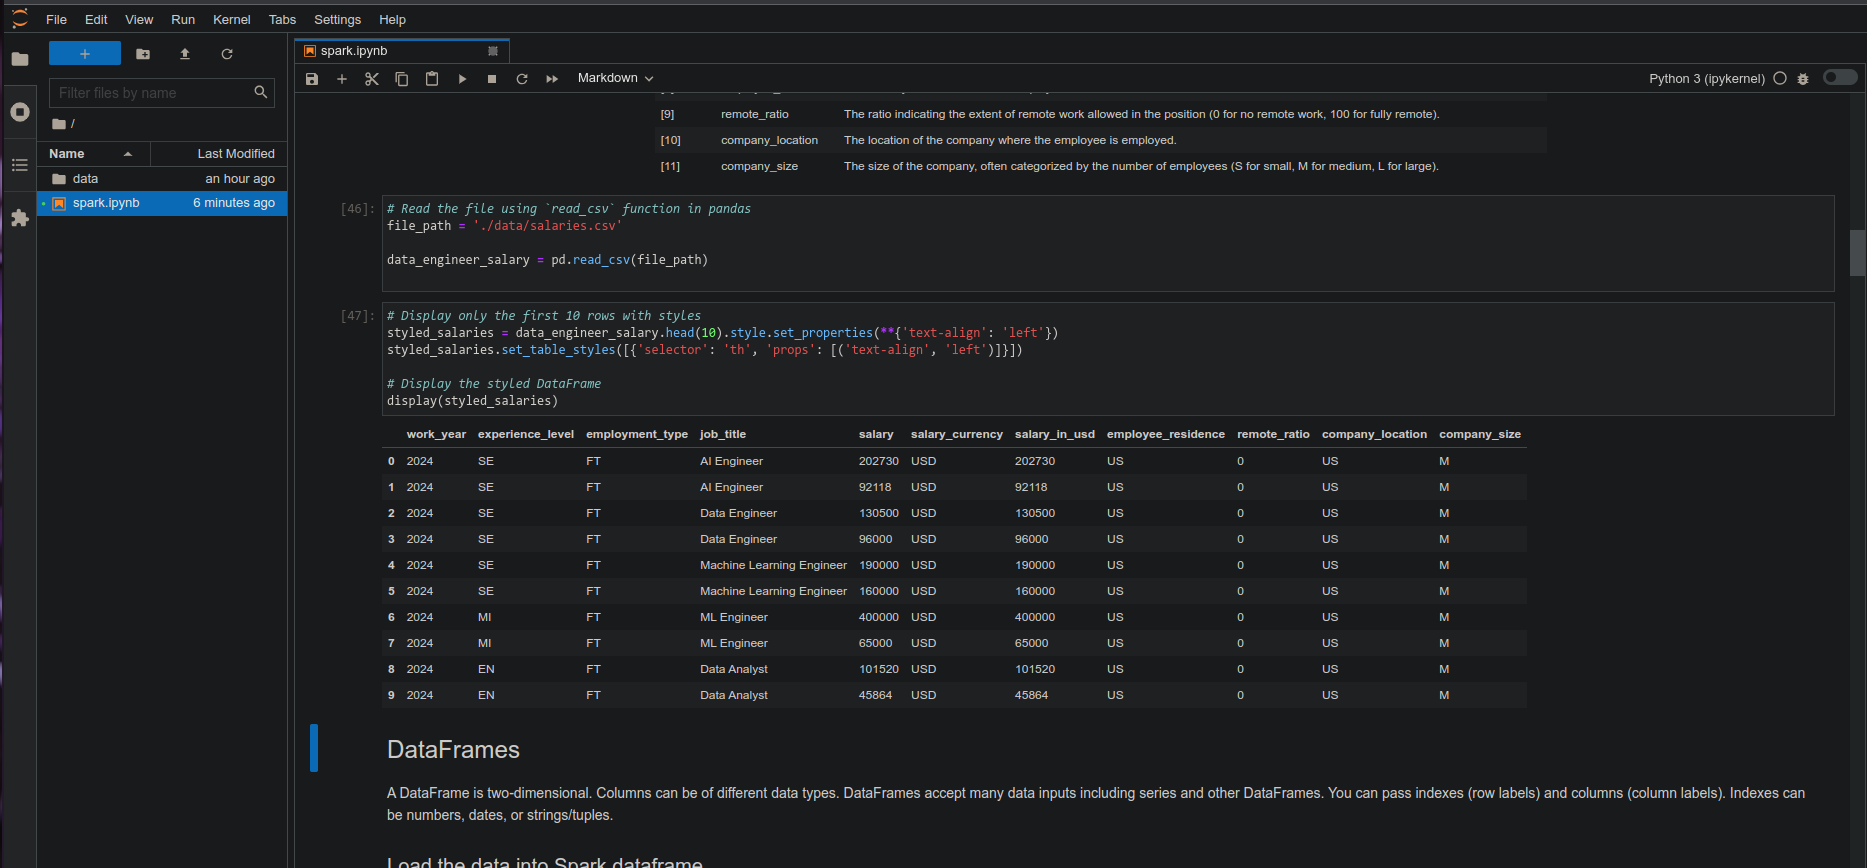 File Edit View Run Kernel Tabs Settings Help
+
Filter files by name
/
Name Last Modified
data an hour ago
spark.ipynb 6 minutes ago
spark.ipynb
Markdown
Python 3 (ipykernel)
[9] remote_ratio The ratio indicating the extent of remote work allowed in the position (0 for no remote work, 100 for fully remote).
[10] company_location The location of the company where the employee is employed.
[11] company_size The size of the company, often categorized by the number of employees (S for small, M for medium, L for large).
[46]: # Read the file using `read_csv` function in pandas
file_path = './data/salaries.csv'
data_engineer_salary = pd.read_csv(file_path)
[47]: # Display only the first 10 rows with styles
styled_salaries = data_engineer_salary.head(10).style.set_properties(**{'text-align': 'left'})
styled_salaries.set_table_styles([{'selector': 'th', 'props': [('text-align', 'left')]}])
# Display the styled DataFrame
display(styled_salaries)
work_year experience_level employment_type job_title salary salary_currency salary_in_usd employee_residence remote_ratio company_location company_size
0 2024 SE FT AI Engineer 202730 USD 202730 US 0 US M
1 2024 SE FT AI Engineer 92118 USD 92118 US 0 US M
2 2024 SE FT Data Engineer 130500 USD 130500 US 0 US M
3 2024 SE FT Data Engineer 96000 USD 96000 US 0 US M
4 2024 SE FT Machine Learning Engineer 190000 USD 190000 US 0 US M
5 2024 SE FT Machine Learning Engineer 160000 USD 160000 US 0 US M
6 2024 MI FT ML Engineer 400000 USD 400000 US 0 US M
7 2024 MI FT ML Engineer 65000 USD 65000 US 0 US M
8 2024 EN FT Data Analyst 101520 USD 101520 US 0 US M
9 2024 EN FT Data Analyst 45864 USD 45864 US 0 US M
DataFrames
A DataFrame is two-dimensional. Columns can be of different data types. DataFrames accept many data inputs including series and other DataFrames. You can pass indexes (row labels) and columns (column labels). Indexes can
be numbers, dates, or strings/tuples.
Load the data into Spark dataframe